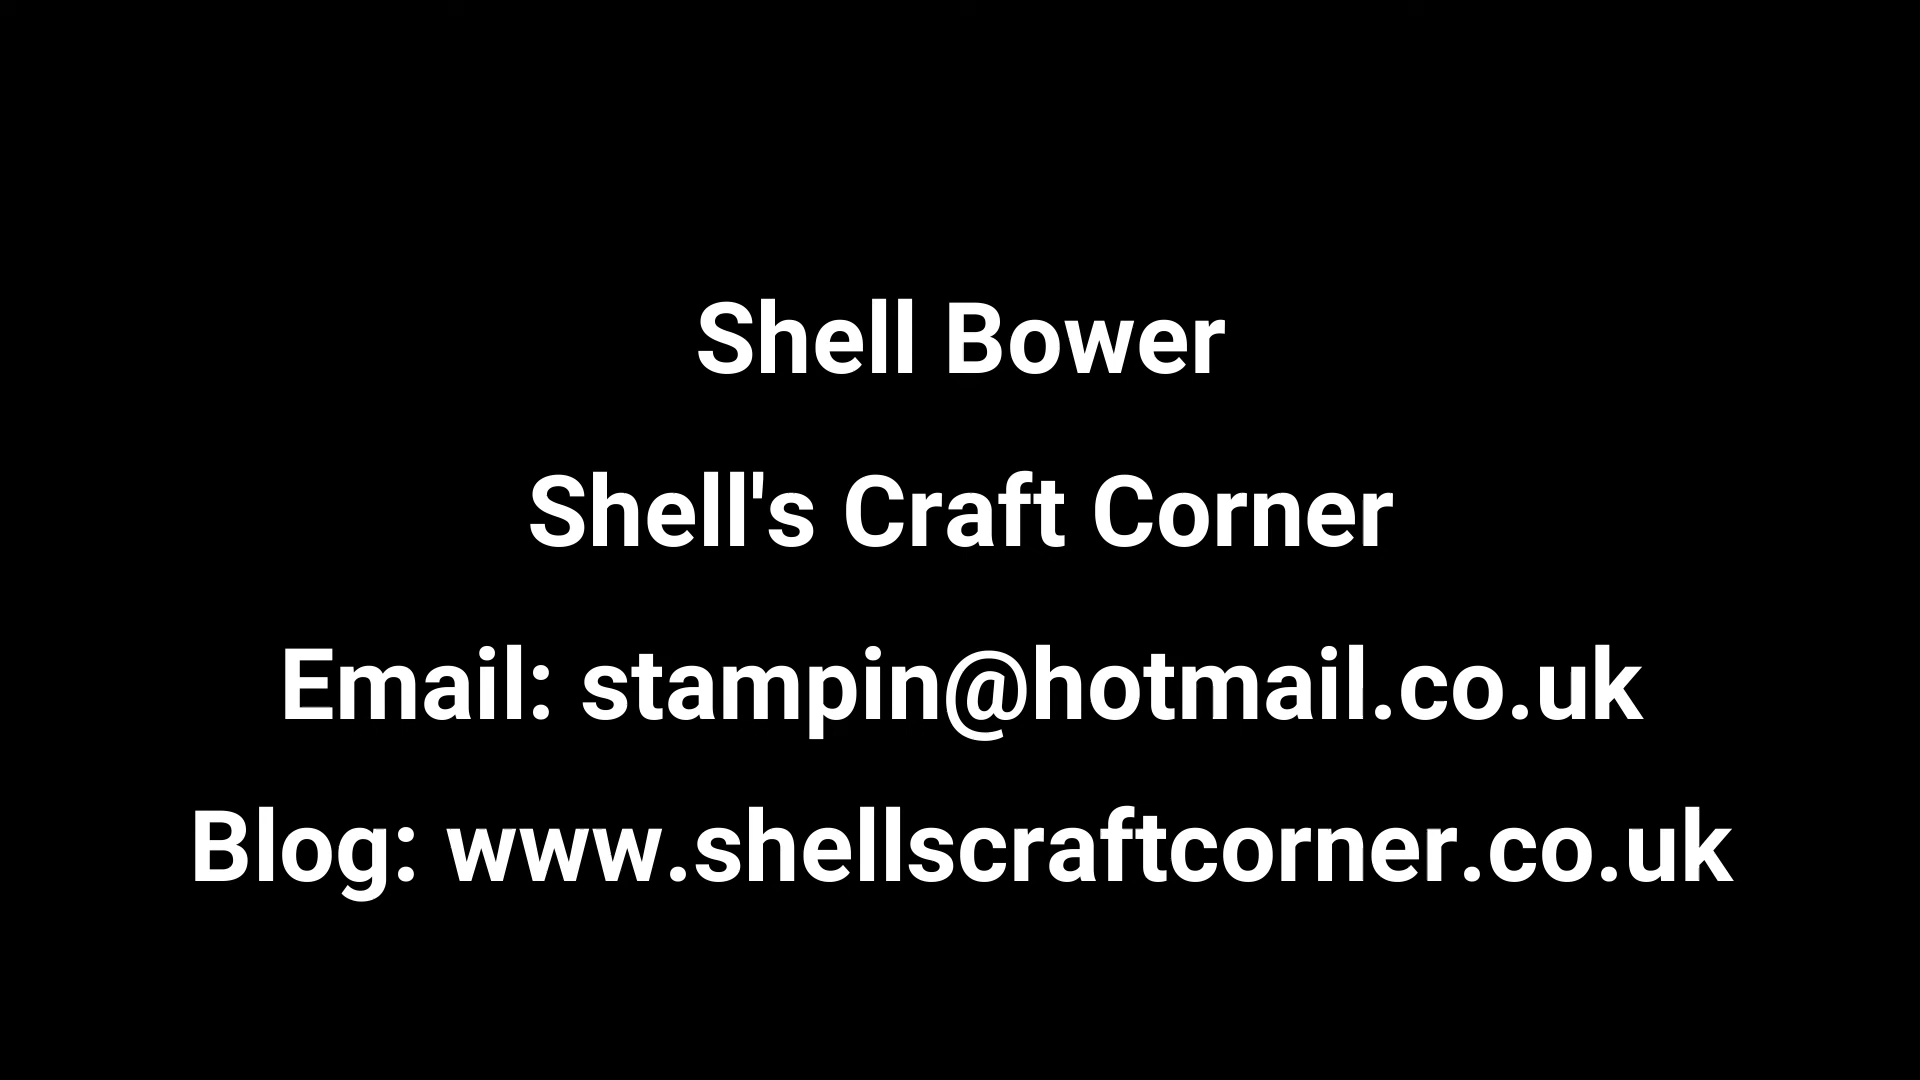 Shell Bower
Shell's Craft Corner
Email: stampin@hotmail.co.uk
Blog: www.shellscraftcorner.co.uk